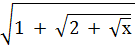 √(1 + √(2 + √x))